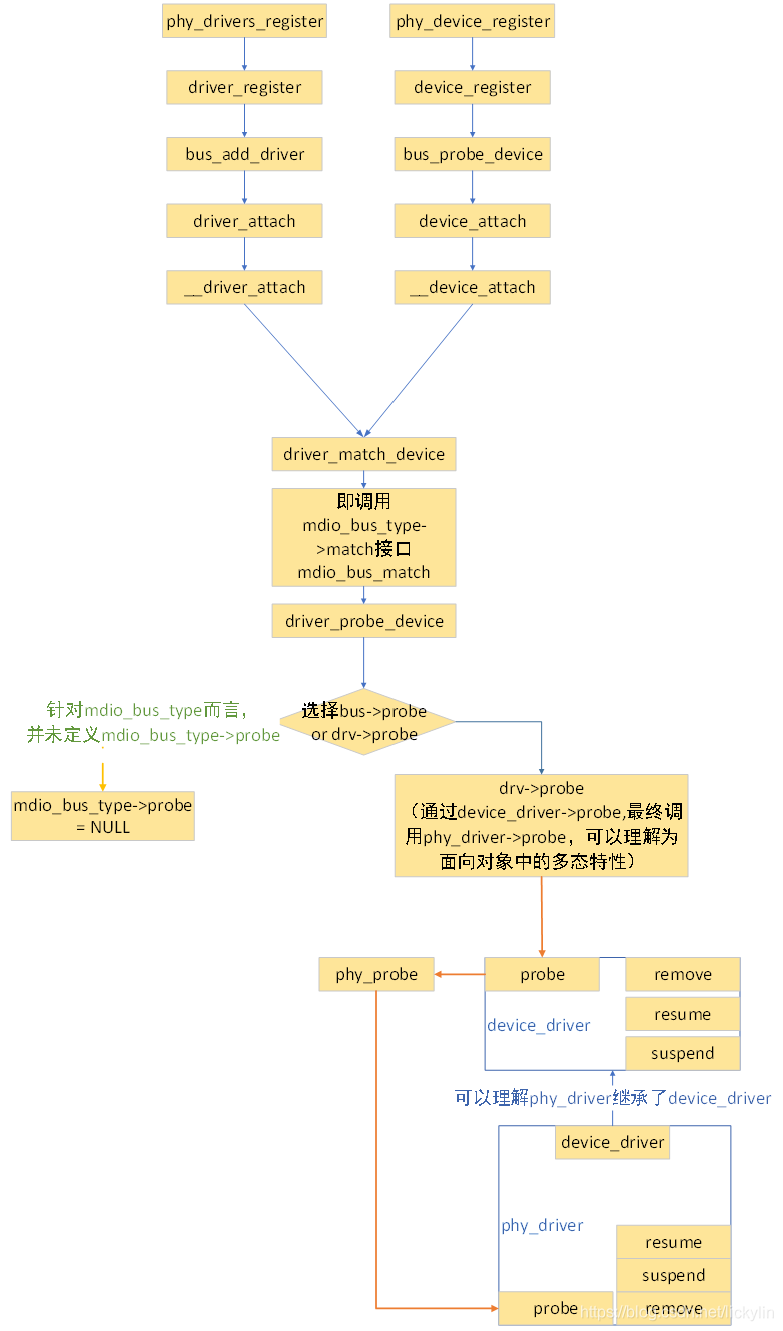 phy_drivers_register
phy_device_register
driver_register
device_register
bus_add_driver
bus_probe_device
driver_attach
device_attach
__driver_attach
__device_attach
driver_match_device
即调用
mdio_bus_type-
>match接口
mdio_bus_match
driver_probe_device
针对mdio_bus_type而言，
并未定义mdio_bus_type->probe
选择bus->probe
or drv->probe
mdio_bus_type->probe
= NULL
drv->probe
（通过device_driver->probe,最终调
用phy_driver->probe，可以理解为
面向对象中的多态特性）
phy_probe
probe
remove
resume
device_driver
suspend
可以理解phy_driver继承了device_driver
device_driver
phy_driver
resume
suspend
probe
remove
https://blog.csdn.net/lickylin